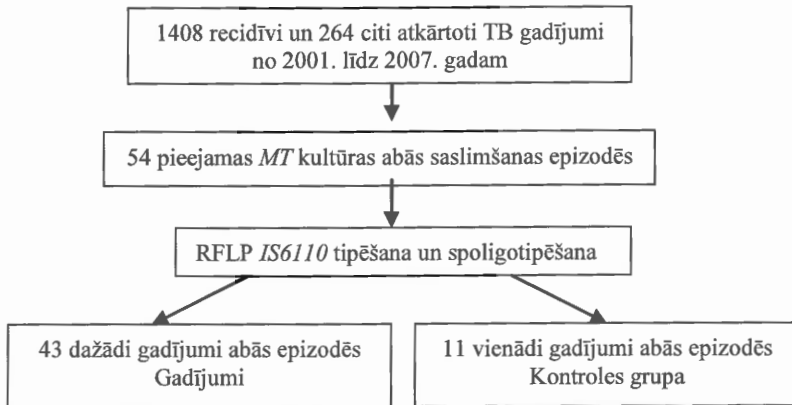 1408 recidīvi un 264 citi atkārtoti TB gadījumi
no 2001. līdz 2007. gadam
54 pieejamas MT kultūras abās saslimšanas epizodēs
RFLP IS6110 tipēšana un spoligotipēšana
43 dažādi gadījumi abās epizodēs
Gadījumi
11 vienādi gadījumi abās epizodēs
Kontroles grupa